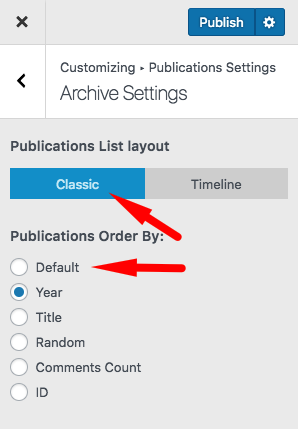 Publish
Customizing ▸ Publications Settings
Archive Settings
Publications List layout
Classic Timeline
Publications Order By:
Default
Year
Title
Random
Comments Count
ID